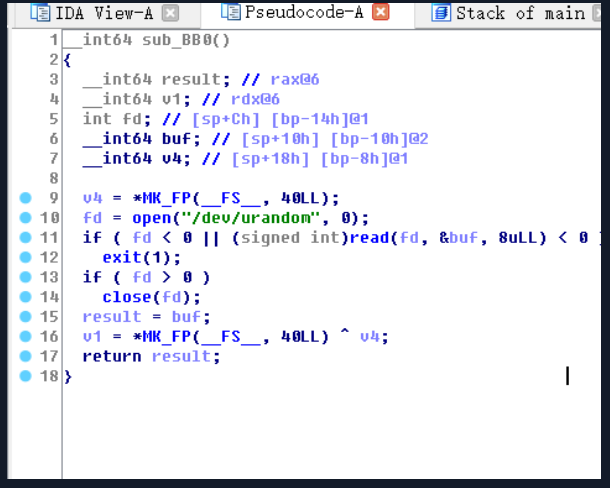 IDA View-A Pseudocode-A Stack of main
1 __int64 sub_BB0()
2 {
3 __int64 result; // rax@6
4 __int64 v1; // rdx@6
5 int fd; // [sp+Ch] [bp-14h]@1
6 __int64 buf; // [sp+10h] [bp-10h]@2
7 __int64 v4; // [sp+18h] [bp-8h]@1
8
9 v4 = *MK_FP(__FS__, 40LL);
10 fd = open("/dev/urandom", 0);
11 if ( fd < 0 || (signed int)read(fd, &buf, 8uLL) < 0 )
12 exit(1);
13 if ( fd > 0 )
14 close(fd);
15 result = buf;
16 v1 = *MK_FP(__FS__, 40LL) ^ v4;
17 return result;
18 }